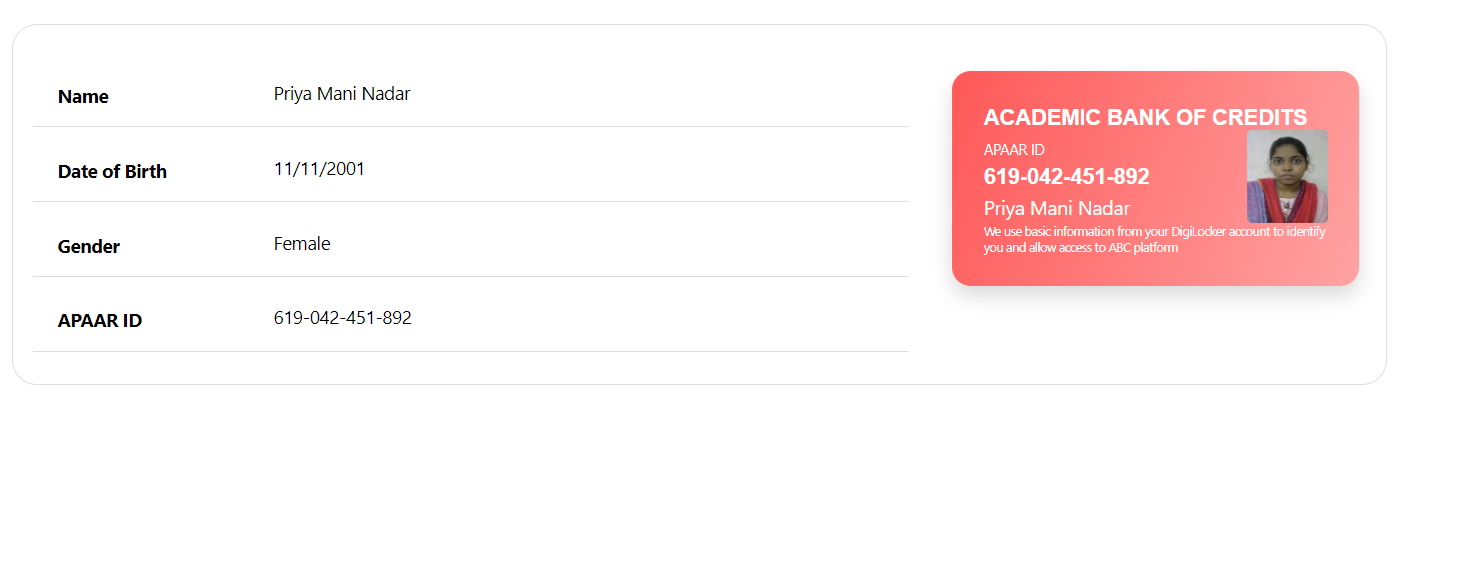 Name Priya Mani Nadar
Date of Birth 11/11/2001
Gender Female
APAAR ID 619-042-451-892
ACADEMIC BANK OF CREDITS
APAAR ID
619-042-451-892
Priya Mani Nadar
We use basic information from your DigiLocker account to identify
you and allow access to ABC platform